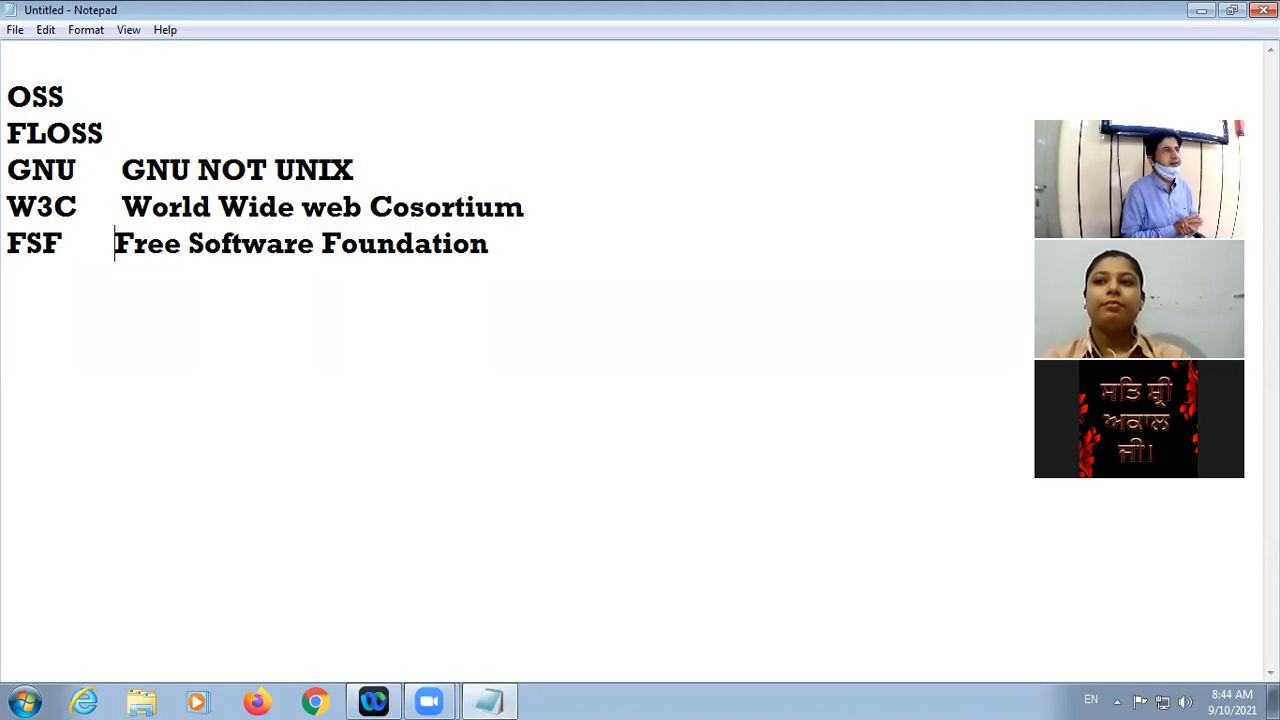 Untitled - Notepad
File Edit Format View Help
OSS
FLOSS
GNU GNU NOT UNIX
W3C World Wide web Cosortium
FSF Free Software Foundation
ਸਤਿ ਸ਼੍ਰੀ
ਅਕਾਲ
ਜੀ।
EN
8:44 AM
9/10/2021